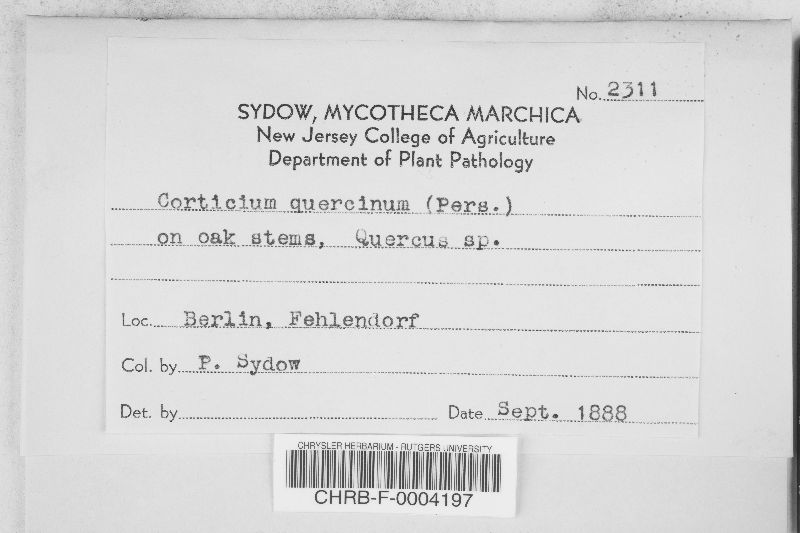 No. 2311
SYDOW, MYCOTHECA MARCHICA
New Jersey College of Agriculture
Department of Plant Pathology
Corticium quercinum (Pers.)
on oak stems, Quercus sp.
Loc. Berlin, Fehlendorf
Col. by P. Sydow
Det. by Date Sept. 1888
CHRYSLER HERBARIUM - RUTGERS UNIVERSITY
CHRB-F-0004197